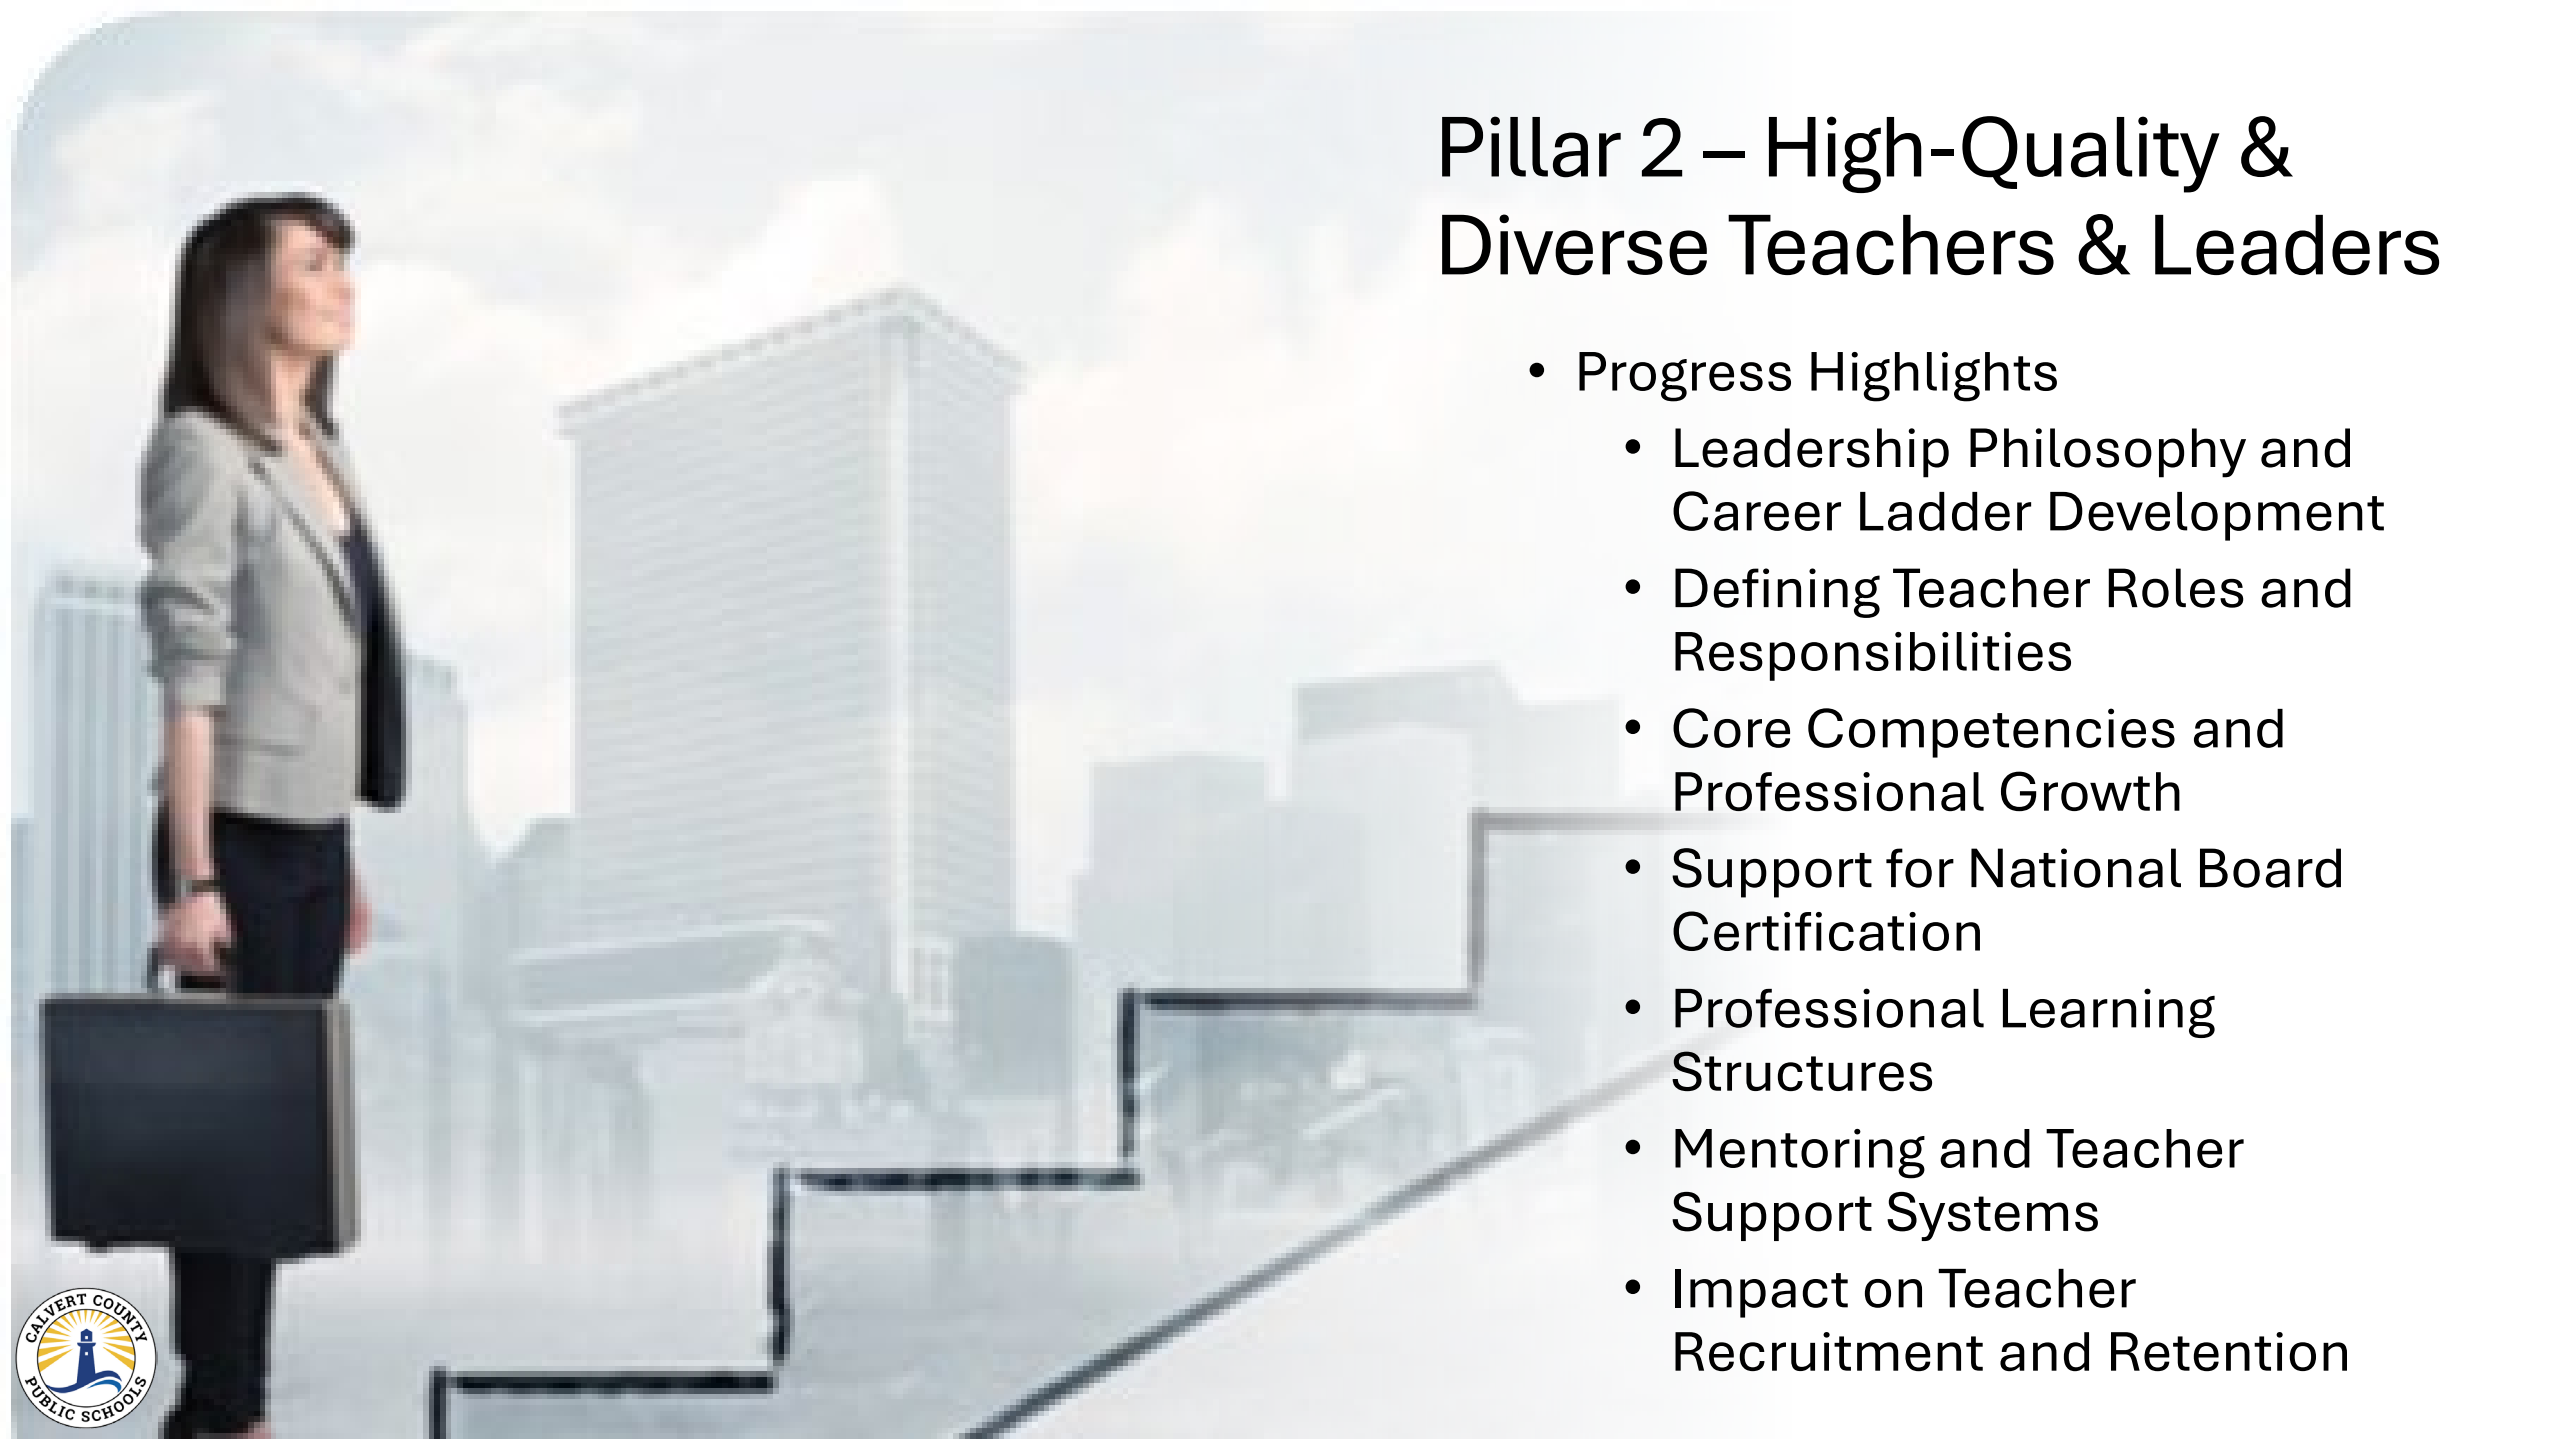 Pillar 2 – High-Quality &
Diverse Teachers & Leaders
• Progress Highlights
• Leadership Philosophy and
Career Ladder Development
• Defining Teacher Roles and
Responsibilities
• Core Competencies and
Professional Growth
• Support for National Board
Certification
• Professional Learning
Structures
• Mentoring and Teacher
Support Systems
• Impact on Teacher
Recruitment and Retention
CALVERT COUNTY
PUBLIC SCHOOLS